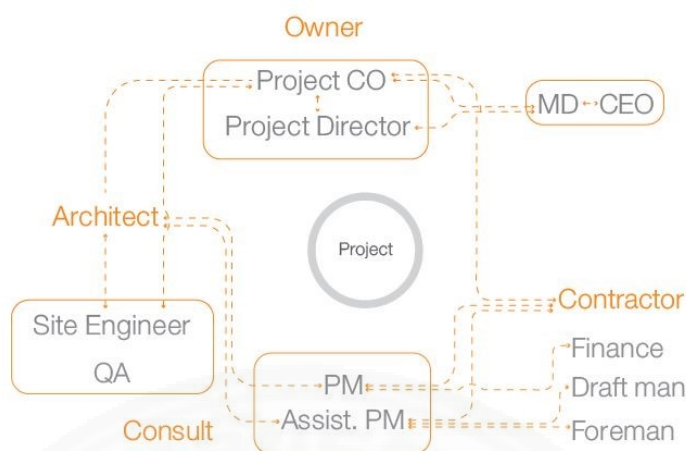 Owner
Project CO
Project Director
MD CEO
Architect
Project
Site Engineer
QA
Contractor
Finance
Draft man
Foreman
PM
Assist. PM
Consult